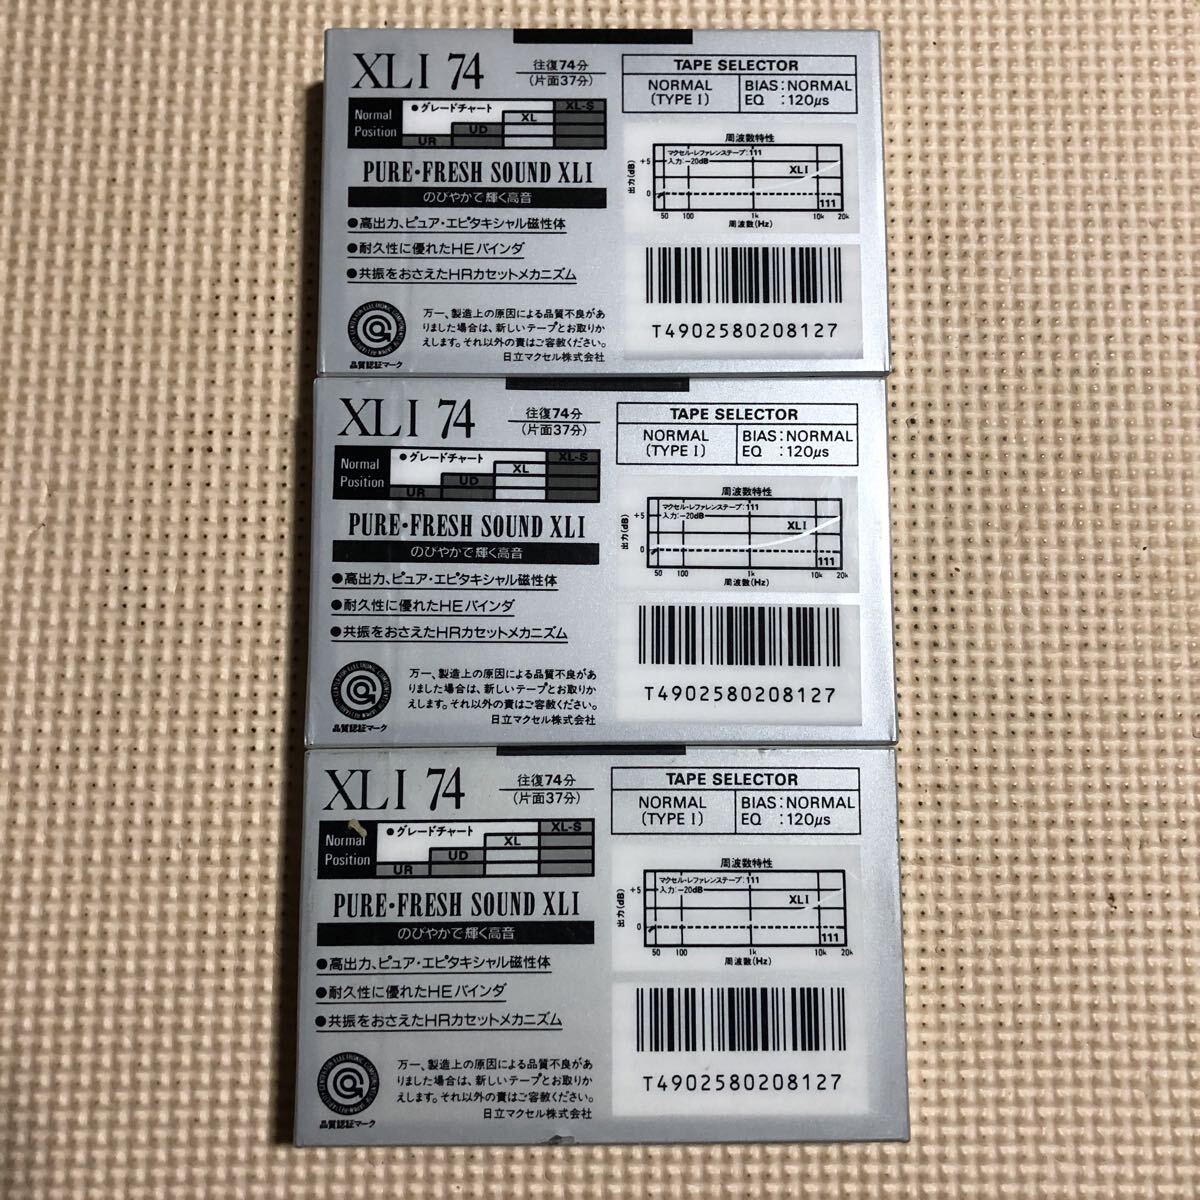 XLI 74
往復74分
(片面37分)
TAPE SELECTOR
NORMAL
(TYPE I)
BIAS:NORMAL
EQ :120μs
Normal
Position
●グレードチャート
XL-S
XL
UD
UR
PURE・FRESH SOUND XLI
のびやかで輝く高音
●高出力、ピュア・エピタキシャル磁性体
●耐久性に優れたHEバインダ
●共振をおさえたHRカセットメカニズム
周波数特性
マクセル・レファレンステープ:111
入力:-20dB
XLI
出力(dB)
+5
0
111
50 100 1k 10k 20k
周波数(Hz)
T4902580208127
品質認証マーク
万一、製造上の原因による品質不良があ
りました場合は、新しいテープとお取りか
えします。それ以外の責はご容赦ください。
日立マクセル株式会社
XLI 74
往復74分
(片面37分)
TAPE SELECTOR
NORMAL
(TYPE I)
BIAS:NORMAL
EQ :120μs
Normal
Position
●グレードチャート
XL-S
XL
UD
UR
PURE・FRESH SOUND XLI
のびやかで輝く高音
●高出力、ピュア・エピタキシャル磁性体
●耐久性に優れたHEバインダ
●共振をおさえたHRカセットメカニズム
周波数特性
マクセル・レファレンステープ:111
入力:-20dB
XLI
出力(dB)
+5
0
111
50 100 1k 10k 20k
周波数(Hz)
T4902580208127
品質認証マーク
万一、製造上の原因による品質不良があ
りました場合は、新しいテープとお取りか
えします。それ以外の責はご容赦ください。
日立マクセル株式会社
XLI 74
往復74分
(片面37分)
TAPE SELECTOR
NORMAL
(TYPE I)
BIAS:NORMAL
EQ :120μs
Normal
Position
●グレードチャート
XL-S
XL
UD
UR
PURE・FRESH SOUND XLI
のびやかで輝く高音
●高出力、ピュア・エピタキシャル磁性体
●耐久性に優れたHEバインダ
●共振をおさえたHRカセットメカニズム
周波数特性
マクセル・レファレンステープ:111
入力:-20dB
XLI
出力(dB)
+5
0
111
50 100 1k 10k 20k
周波数(Hz)
T4902580208127
品質認証マーク
万一、製造上の原因による品質不良があ
りました場合は、新しいテープとお取りか
えします。それ以外の責はご容赦ください。
日立マクセル株式会社